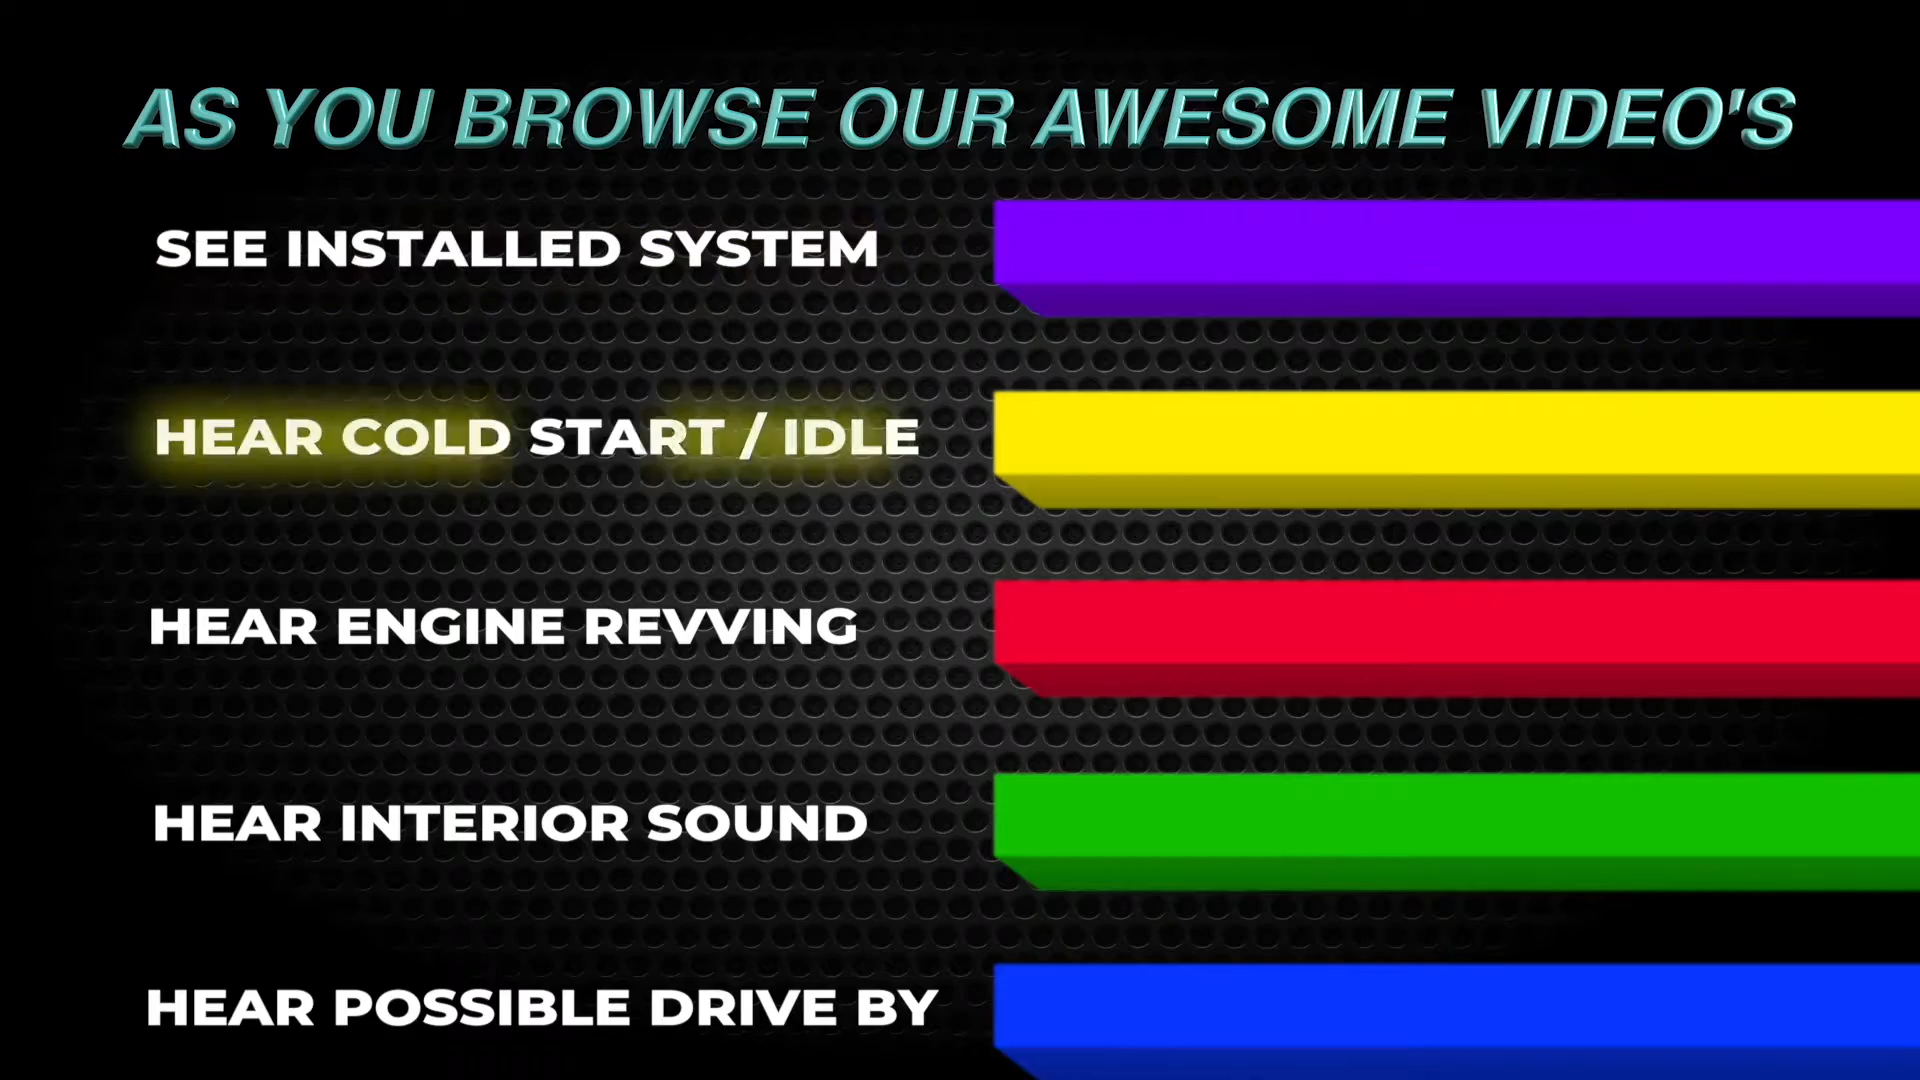 AS YOU BROWSE OUR AWESOME VIDEO'S
SEE INSTALLED SYSTEM
HEAR COLD START / IDLE
HEAR ENGINE REVVING
HEAR INTERIOR SOUND
HEAR POSSIBLE DRIVE BY